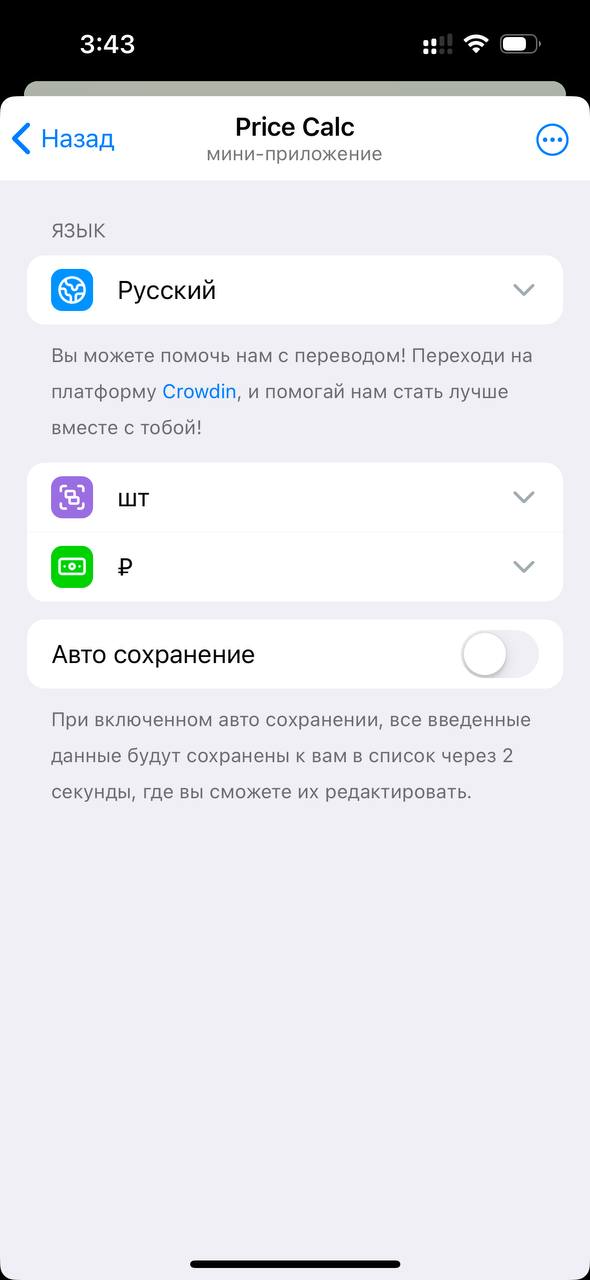 3:43
Назад
Price Calc
мини-приложение
ЯЗЫК
Русский
Вы можете помочь нам с переводом! Переходи на
платформу Crowdin, и помогай нам стать лучше
вместе с тобой!
шт
₽
Авто сохранение
При включенном авто сохранении, все введенные
данные будут сохранены к вам в список через 2
секунды, где вы сможете их редактировать.